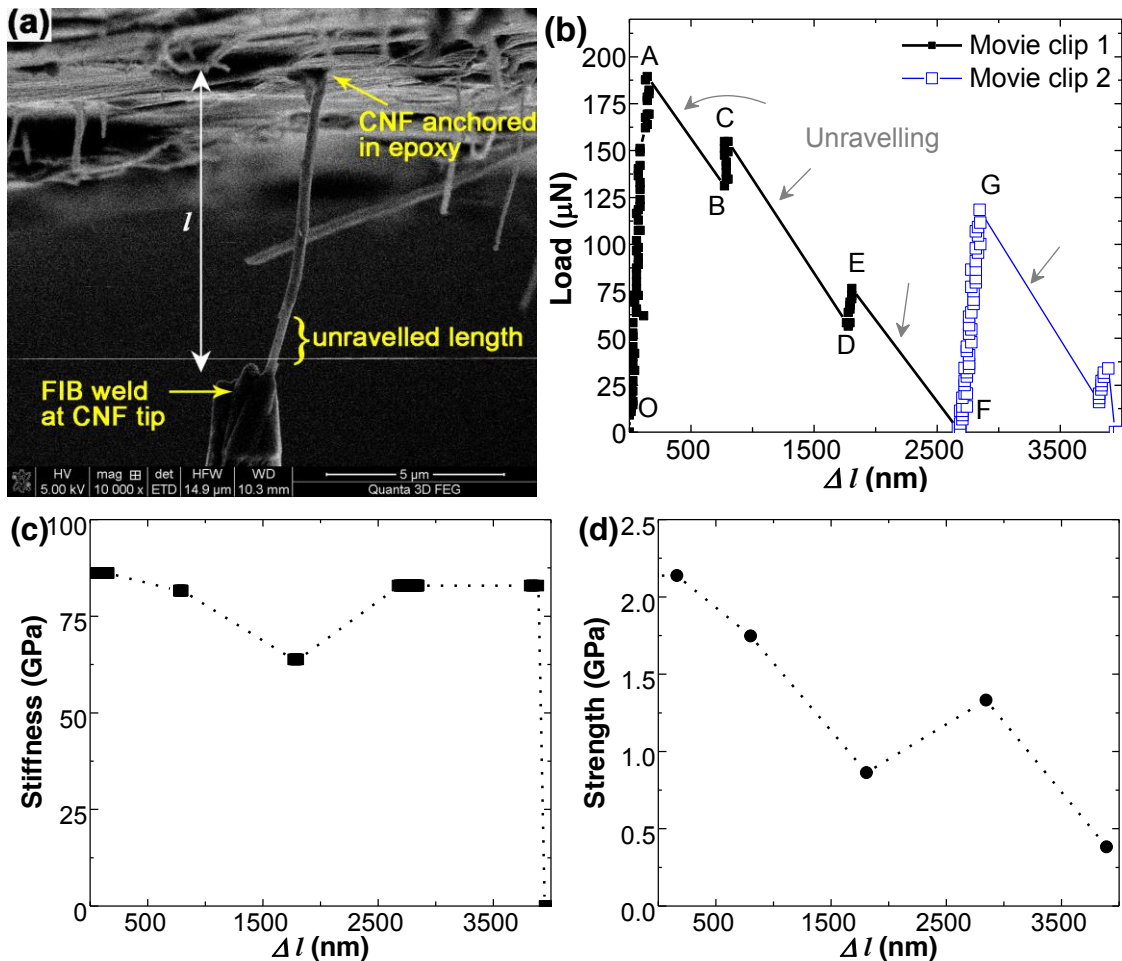 (a)
CNF anchored
in epoxy
l
unravelled length
FIB weld
at CNF tip
HV
5.00 kV
mag
10 000 x
det
ETD
HFW
14.9 µm
WD
10.3 mm
5 µm
Quanta 3D FEG
(b)
Movie clip 1
Movie clip 2
Unravelling
A
B
C
D
E
F
G
O
Load (µN)
200
175
150
125
100
75
50
25
0
500 1500 2500 3500
Δ l (nm)
(c)
Stiffness (GPa)
100
75
50
25
0
500 1500 2500 3500
Δ l (nm)
(d)
Strength (GPa)
2.5
2.0
1.5
1.0
0.5
0.0
500 1500 2500 3500
Δ l (nm)